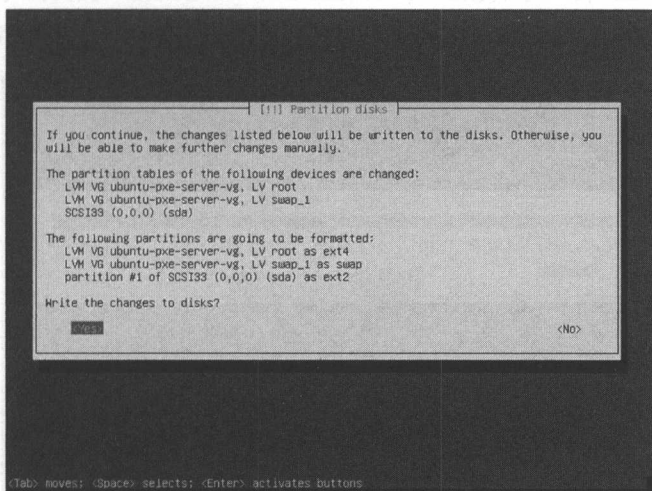 [!!] Partition disks
If you continue, the changes listed below will be written to the disks. Otherwise, you
will be able to make further changes manually.
The partition tables of the following devices are changed:
LVM VG ubuntu-pxe-server-vg, LV root
LVM VG ubuntu-pxe-server-vg, LV swap_1
SCSI33 (0,0,0) (sda)
The following partitions are going to be formatted:
LVM VG ubuntu-pxe-server-vg, LV root as ext4
LVM VG ubuntu-pxe-server-vg, LV swap_1 as swap
partition #1 of SCSI33 (0,0,0) (sda) as ext2
Write the changes to disks?
<Yes> <No>
<Tab> moves; <Space> selects; <Enter> activates buttons